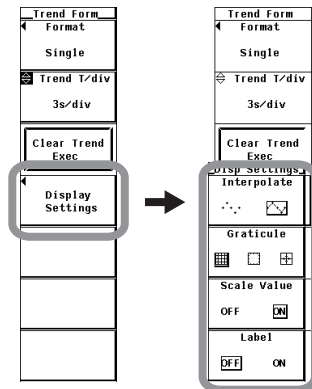 Trend Form
Format
Single
Trend T/div
3s/div
Clear Trend
Exec
Display
Settings
Trend Form
Format
Single
Trend T/div
3s/div
Clear Trend
Exec
Disp Settings
Interpolate
Graticule
Scale Value
OFF ON
Label
OFF ON